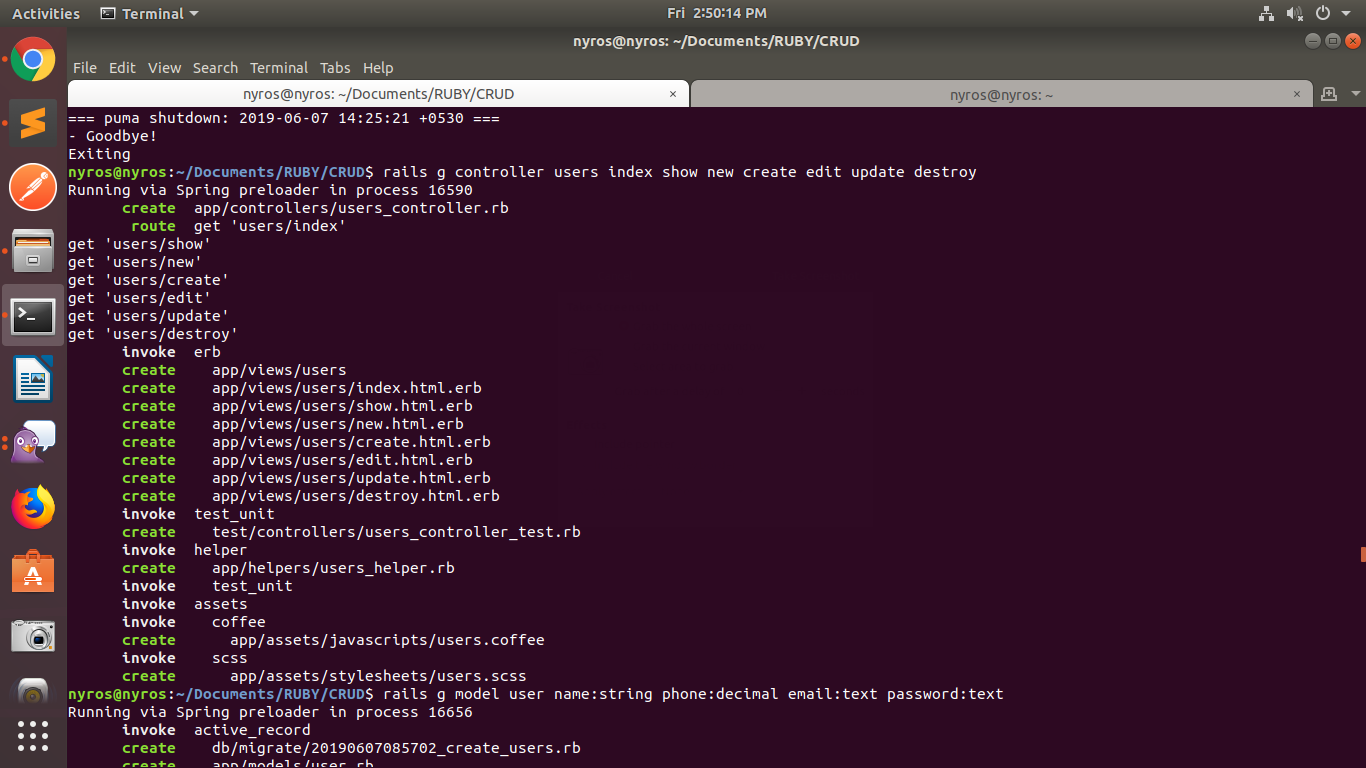 Activities Terminal Fri 2:50:14 PM
nyros@nyros: ~/Documents/RUBY/CRUD
File Edit View Search Terminal Tabs Help
nyros@nyros: ~/Documents/RUBY/CRUD × nyros@nyros: ~ ×
=== puma shutdown: 2019-06-07 14:25:21 +0530 ===
- Goodbye!
Exiting
nyros@nyros:~/Documents/RUBY/CRUD$ rails g controller users index show new create edit update destroy
Running via Spring preloader in process 16590
      create  app/controllers/users_controller.rb
       route  get 'users/index'
get 'users/show'
get 'users/new'
get 'users/create'
get 'users/edit'
get 'users/update'
get 'users/destroy'
      invoke  erb
      create    app/views/users
      create    app/views/users/index.html.erb
      create    app/views/users/show.html.erb
      create    app/views/users/new.html.erb
      create    app/views/users/create.html.erb
      create    app/views/users/edit.html.erb
      create    app/views/users/update.html.erb
      create    app/views/users/destroy.html.erb
      invoke  test_unit
      create    test/controllers/users_controller_test.rb
      invoke  helper
      create    app/helpers/users_helper.rb
      invoke    test_unit
      invoke  assets
      invoke    coffee
      create      app/assets/javascripts/users.coffee
      invoke    scss
      create      app/assets/stylesheets/users.scss
nyros@nyros:~/Documents/RUBY/CRUD$ rails g model user name:string phone:decimal email:text password:text
Running via Spring preloader in process 16656
      invoke  active_record
      create    db/migrate/20190607085702_create_users.rb
      create    app/models/user.rb